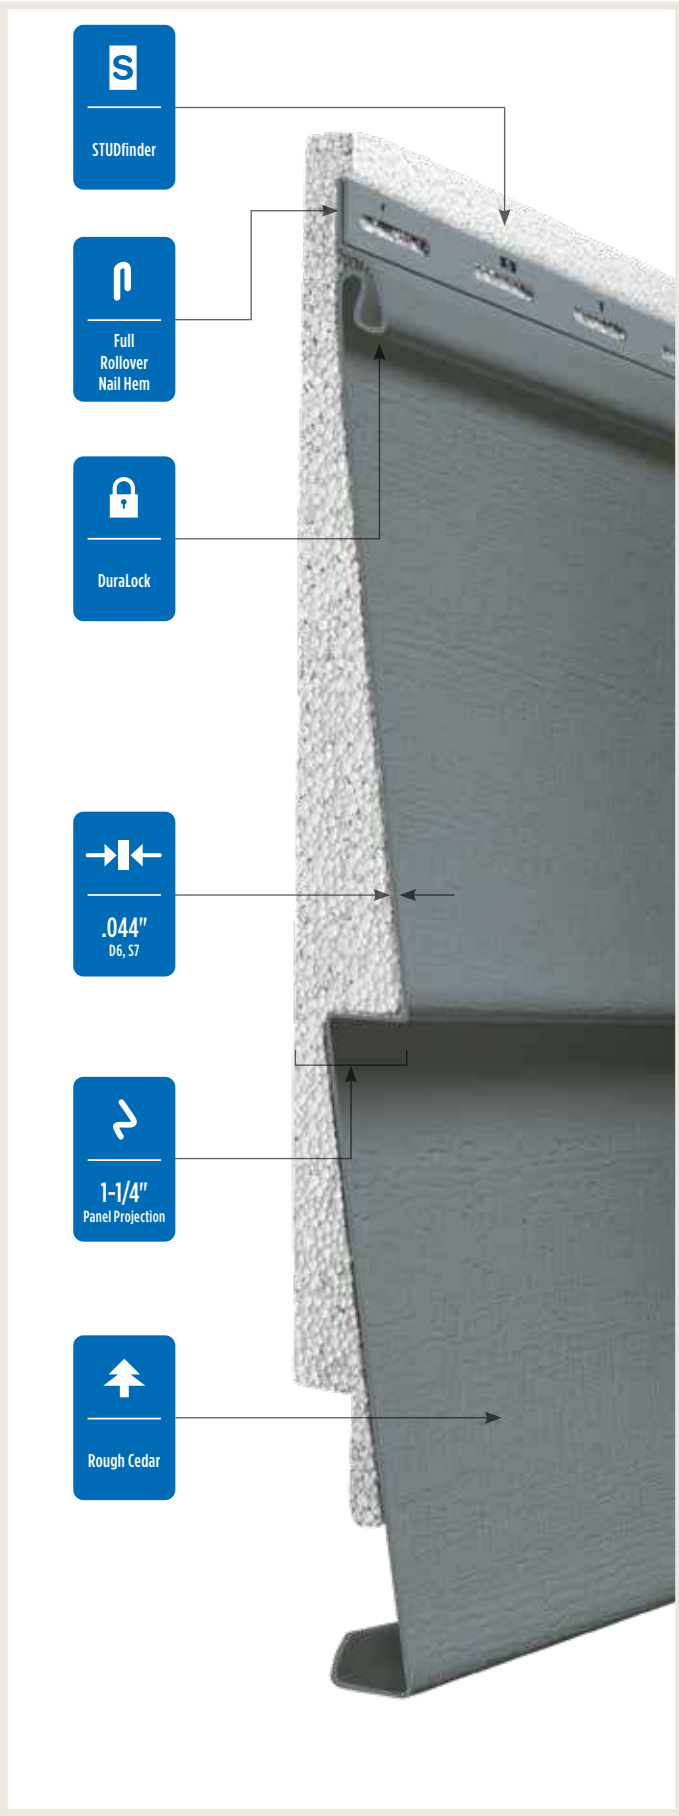 S
STUDfinder
Full
Rollover
Nail Hem
DuraLock
.044"
D6, S7
1-1/4"
Panel Projection
Rough Cedar